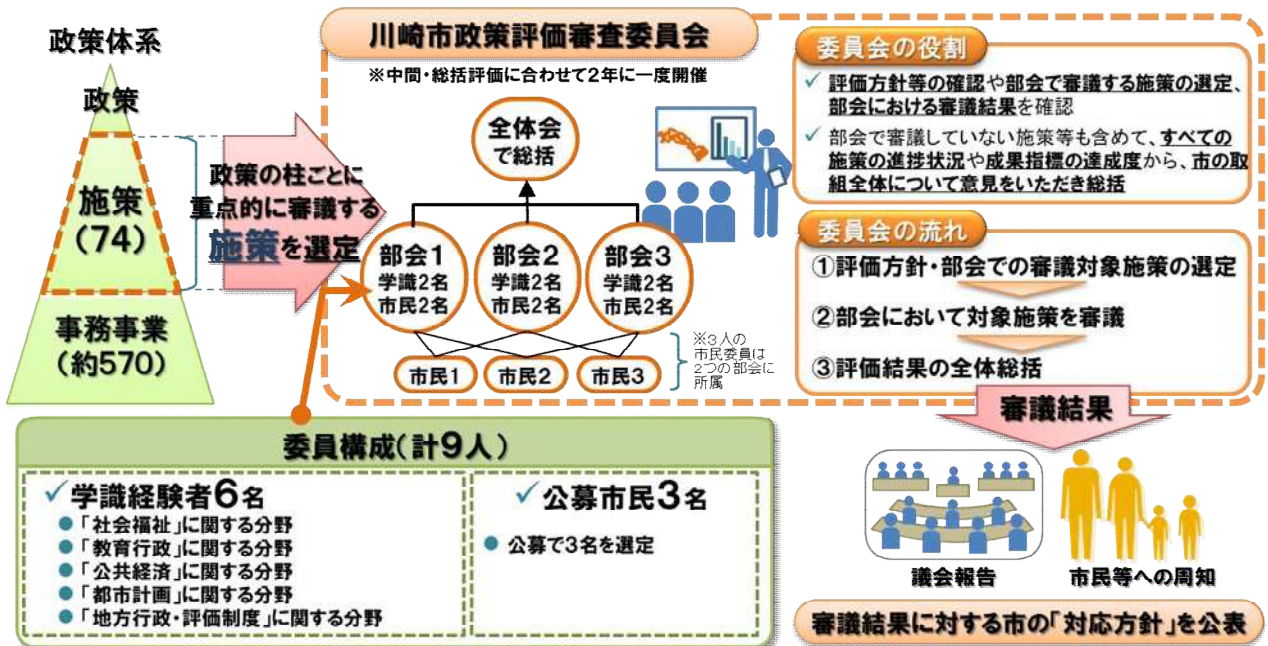 政策体系
政策
施策
(74)
事務事業
(約570)
政策の柱ごとに
重点的に審議する
施策を選定
川崎市政策評価審査委員会
※中間・総括評価に合わせて2年に一度開催
全体会
で総括
部会1
学識2名
市民2名
部会2
学識2名
市民2名
部会3
学識2名
市民2名
市民1
市民2
市民3
※3人の
市民委員は
2つの部会に
所属
委員会の役割
✓ 評価方針等の確認や部会で審議する施策の選定、
部会における審議結果を確認
✓ 部会で審議していない施策等も含めて、すべての
施策の進捗状況や成果指標の達成度から、市の取
組全体について意見をいただき総括
委員会の流れ
①評価方針・部会での審議対象施策の選定
②部会において対象施策を審議
③評価結果の全体総括
審議結果
議会報告
市民等への周知
審議結果に対する市の「対応方針」を公表
委員構成(計9人)
✓学識経験者6名
●「社会福祉」に関する分野
●「教育行政」に関する分野
●「公共経済」に関する分野
●「都市計画」に関する分野
●「地方行政・評価制度」に関する分野
✓公募市民3名
● 公募で3名を選定